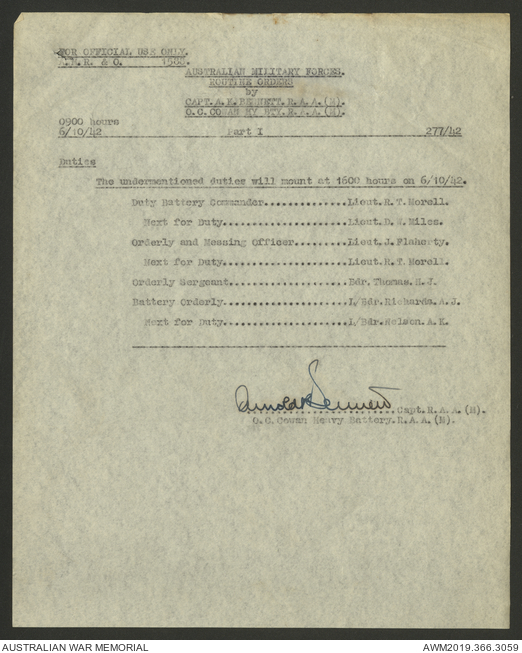 FOR OFFICIAL USE ONLY.
A.M.R. & O. 1580.
AUSTRALIAN MILITARY FORCES.
ROUTINE ORDERS
by
CAPT. A. K. BENNETT. R. A. A. (M).
O.C. COWAN HY BTY. R. A. A. (M).
0900 hours
6/10/42 Part I 277/42
Duties
The undermentioned duties will mount at 1600 hours on 6/10/42.
Duty Battery Commander...............Lieut. R. T. Morell.
Next for Duty......................Lieut. D. Miles.
Orderly and Messing Officer..........Lieut. J. Flaherty.
Next for Duty......................Lieut. R. T. Morell.
Orderly Sergeant.....................Bdr. Thomas. H. J.
Battery Orderly......................L/Bdr. Richards. A. J.
Next for Duty......................L/Bdr. Nelson. A. K.
Arnold K Bennett
Capt. R. A. A. (M).
O.C. Cowan Heavy Battery. R. A. A. (M).
AUSTRALIAN WAR MEMORIAL AWM2019.366.3059